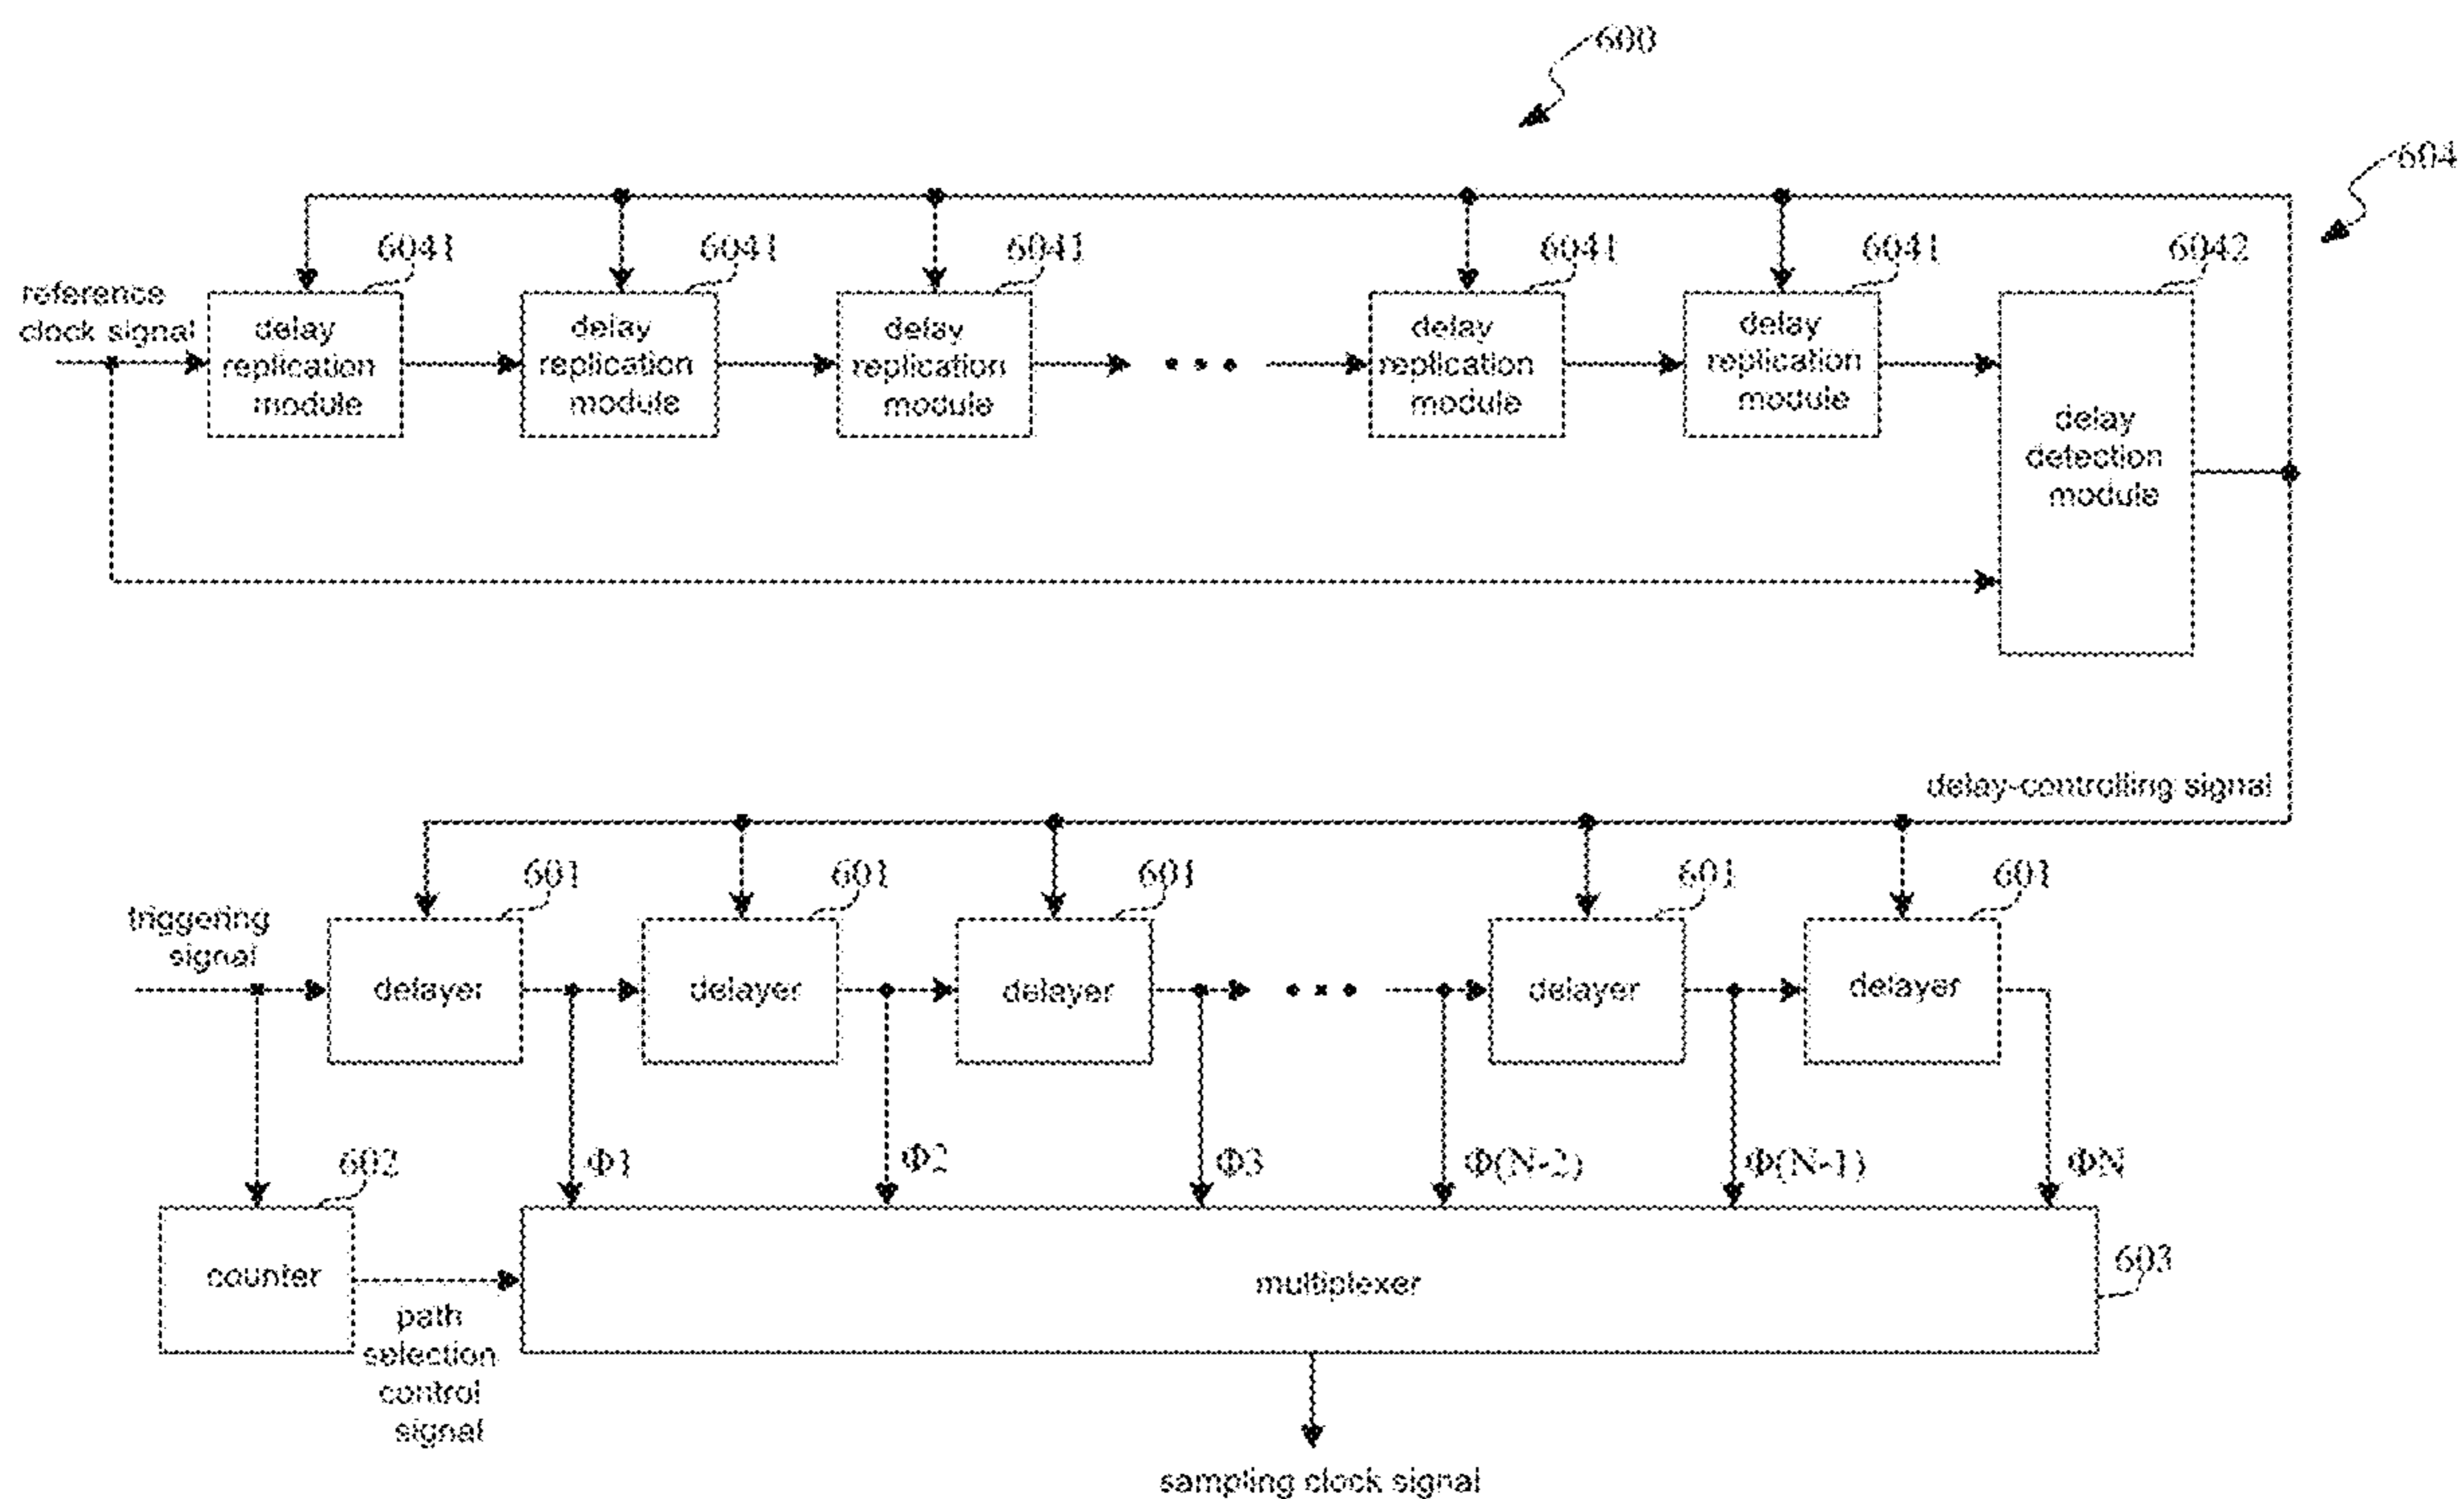 600
604
6041
6041
6041
6041
6041
6042
reference
clock signal
delay
replication
module
delay
replication
module
delay
replication
module
delay
replication
module
delay
replication
module
delay
detection
module
delay-controlling signal
601
601
601
601
601
triggering
signal
delayer
delayer
delayer
delayer
delayer
602
Φ1
Φ2
Φ3
Φ(N-2)
Φ(N-1)
ΦN
counter
multiplexer
603
path
selection
control
signal
sampling clock signal